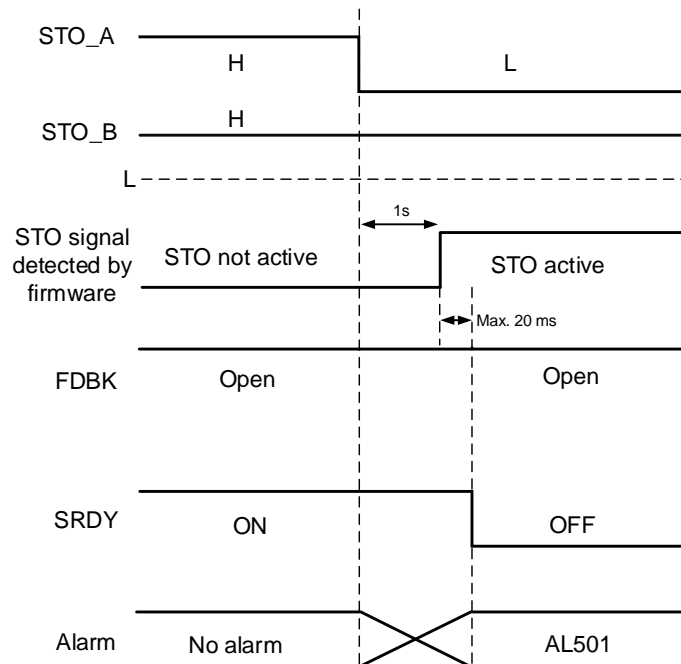 STO_A
H
L
STO_B
H
L
1s
STO signal
detected by
firmware
STO not active
STO active
Max. 20 ms
FDBK
Open
Open
SRDY
ON
OFF
Alarm
No alarm
AL501